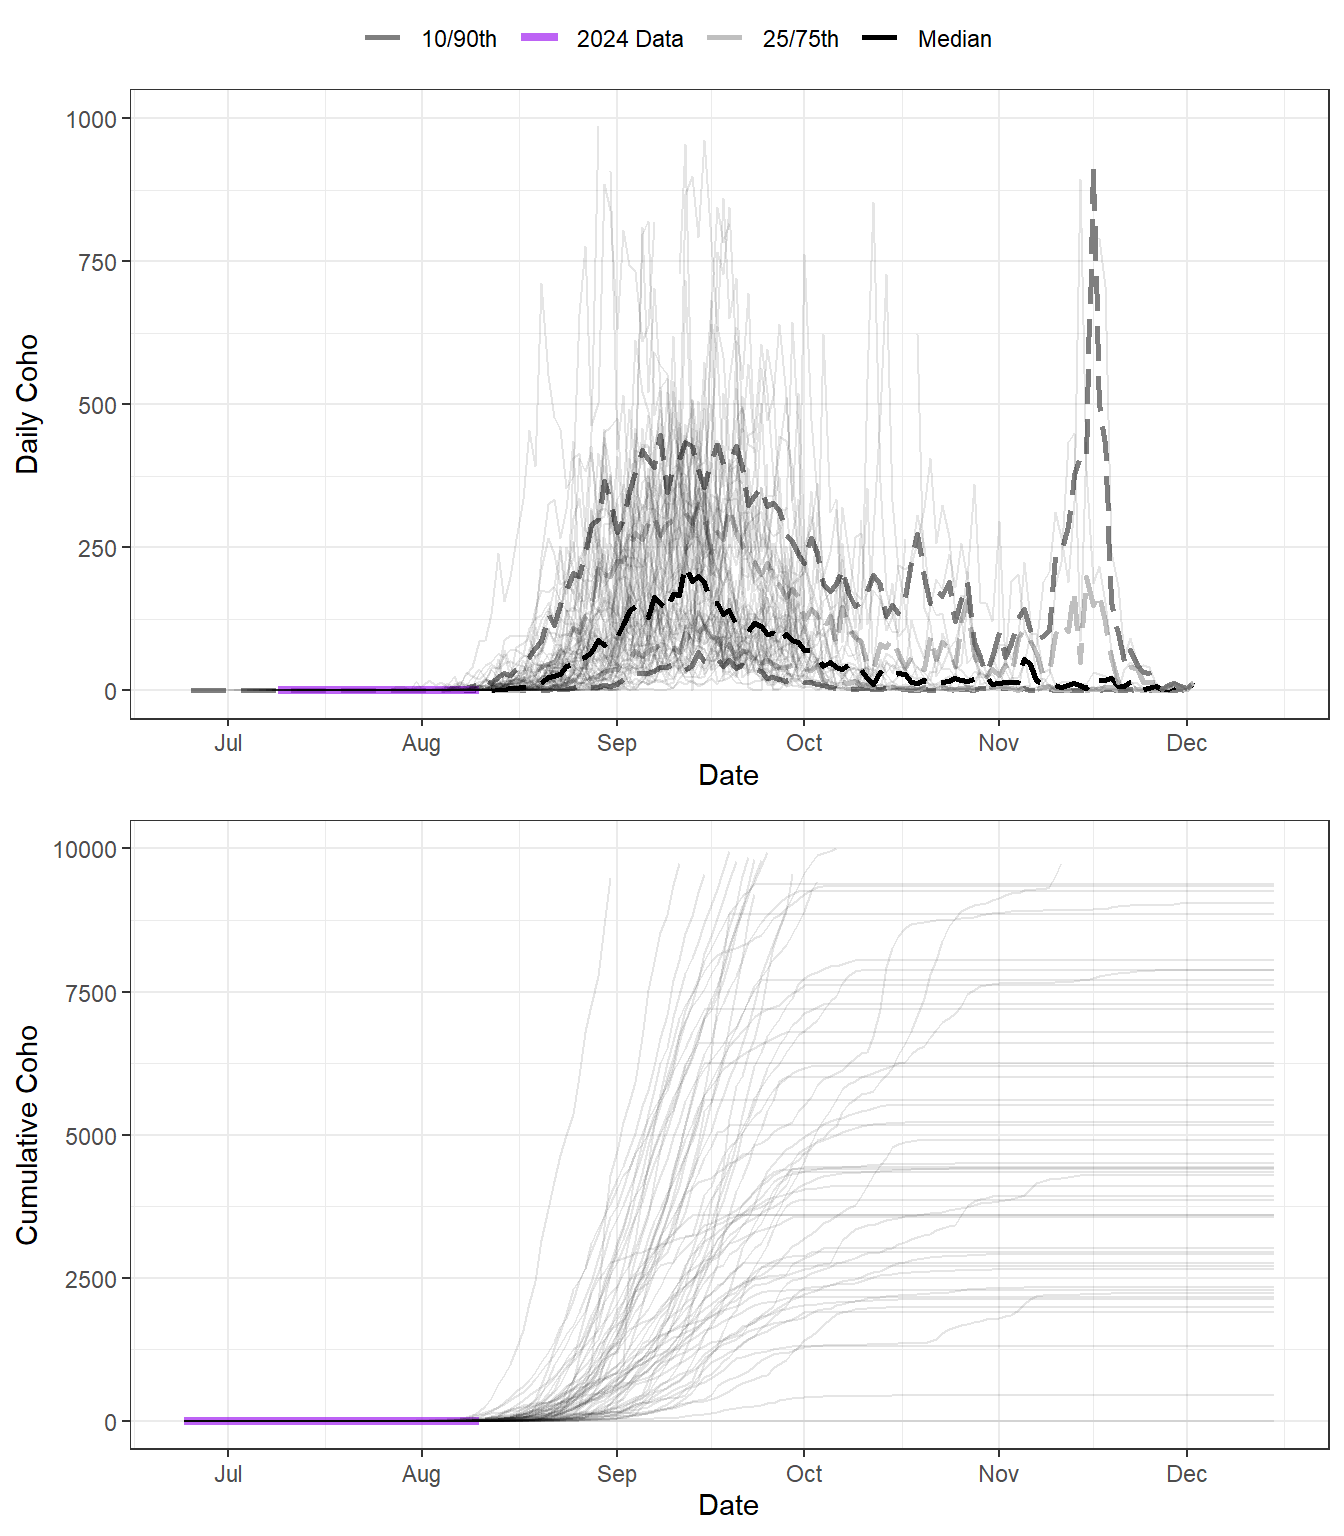 10/90th 2024 Data 25/75th Median
1000
750
500
250
0
Daily Coho
Jul Aug Sep Oct Nov Dec
Date
10000
7500
5000
2500
0
Cumulative Coho
Jul Aug Sep Oct Nov Dec
Date